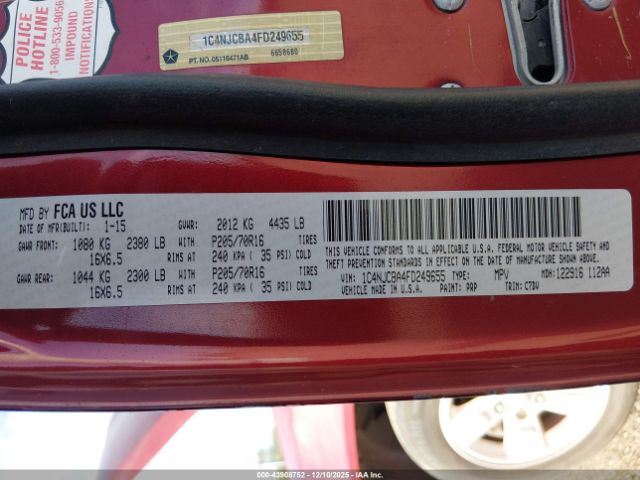 POLICE
HOTLINE
1-800-533-9056
IMPOUND
NOTIFICATIONS
1C4NJCBA4FD249655
PT. NO. 05116471AB 6658680
MFD BY FCA US LLC
DATE OF MFR(BUILT): 1-15 GVWR: 2012 KG 4435 LB
GAWR FRONT: 1080 KG 2380 LB WITH P205/70R16 TIRES
16X6.5 RIMS AT 240 KPA ( 35 PSI) COLD
GAWR REAR: 1044 KG 2300 LB WITH P205/70R16 TIRES
16X6.5 RIMS AT 240 KPA ( 35 PSI) COLD
THIS VEHICLE CONFORMS TO ALL APPLICABLE U.S.A. FEDERAL MOTOR VEHICLE SAFETY,
BUMPER, AND THEFT PREVENTION STANDARDS IN EFFECT ON THE DATE OF MANUFACTURE SHOWN ABOVE.
VIN: 1C4NJCBA4FD249655 TYPE: MPV MDH: 122916 112AA
VEHICLE MADE IN U.S.A. PAINT: PRP TRIM: C7DV
000-43908752 - 12/10/2025 - IAAI.COM